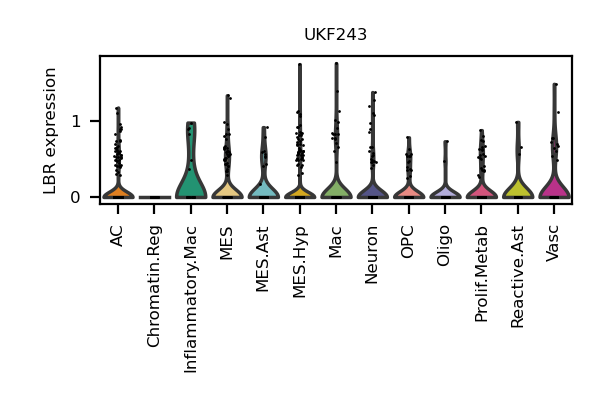 UKF243
LBR expression
1
0
AC
Chromatin.Reg
Inflammatory.Mac
MES
MES.Ast
MES.Hyp
Mac
Neuron
OPC
Oligo
Prolif.Metab
Reactive.Ast
Vasc